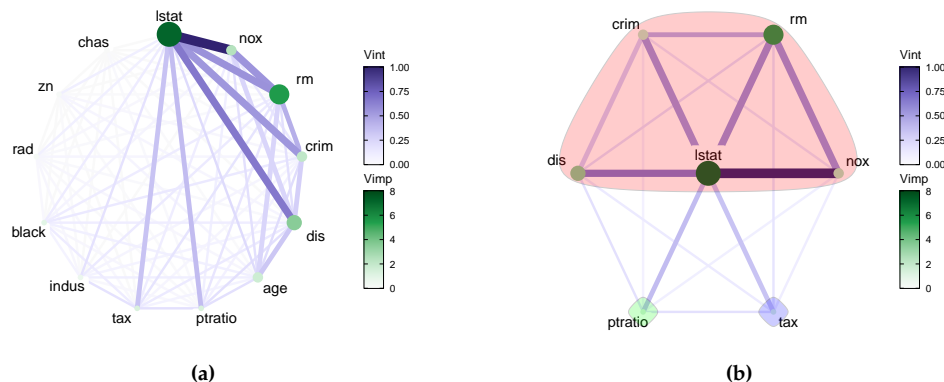 lstat
chas
nox
zn
rm
rad
crim
black
dis
indus
age
tax
ptratio
Vint
1.00
0.75
0.50
0.25
0.00
Vimp
8
6
4
2
0
(a)
crim
rm
dis
lstat
nox
ptratio
tax
Vint
1.00
0.75
0.50
0.25
0.00
Vimp
8
6
4
2
0
(b)